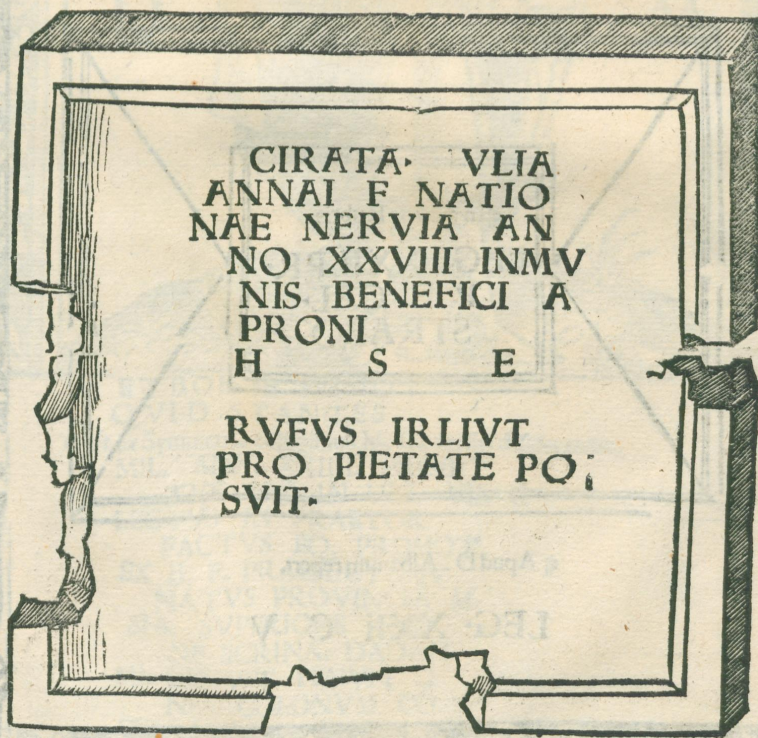 CIRATA· VLIA
ANNAI F NATIO
NAE NERVIA AN
NO XXVIII INMV
NIS BENEFICI A
PRONI
H S E
RVFVS IRLIVT
PRO PIETATE PO
SVIT·